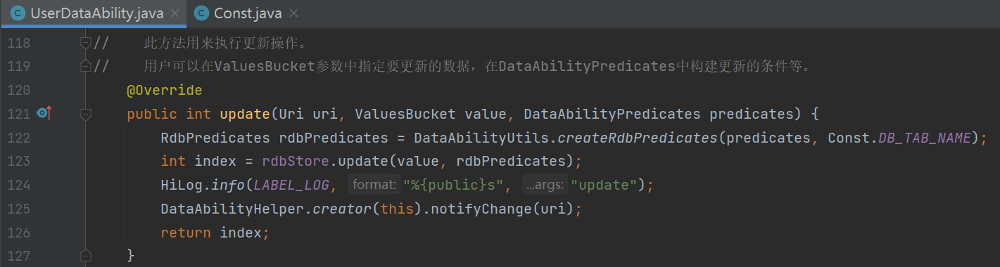 UserDataAbility.java × Const.java ×
118 // 此方法用来执行更新操作。
119 // 用户可以在ValuesBucket参数中指定要更新的数据，在DataAbilityPredicates中构建更新的条件等。
120 @Override
121 public int update(Uri uri, ValuesBucket value, DataAbilityPredicates predicates) {
122 RdbPredicates rdbPredicates = DataAbilityUtils.createRdbPredicates(predicates, Const.DB_TAB_NAME);
123 int index = rdbStore.update(value, rdbPredicates);
124 HiLog.info(LABEL_LOG, format: "%{public}s", ...args: "update");
125 DataAbilityHelper.creator(this).notifyChange(uri);
126 return index;
127 }